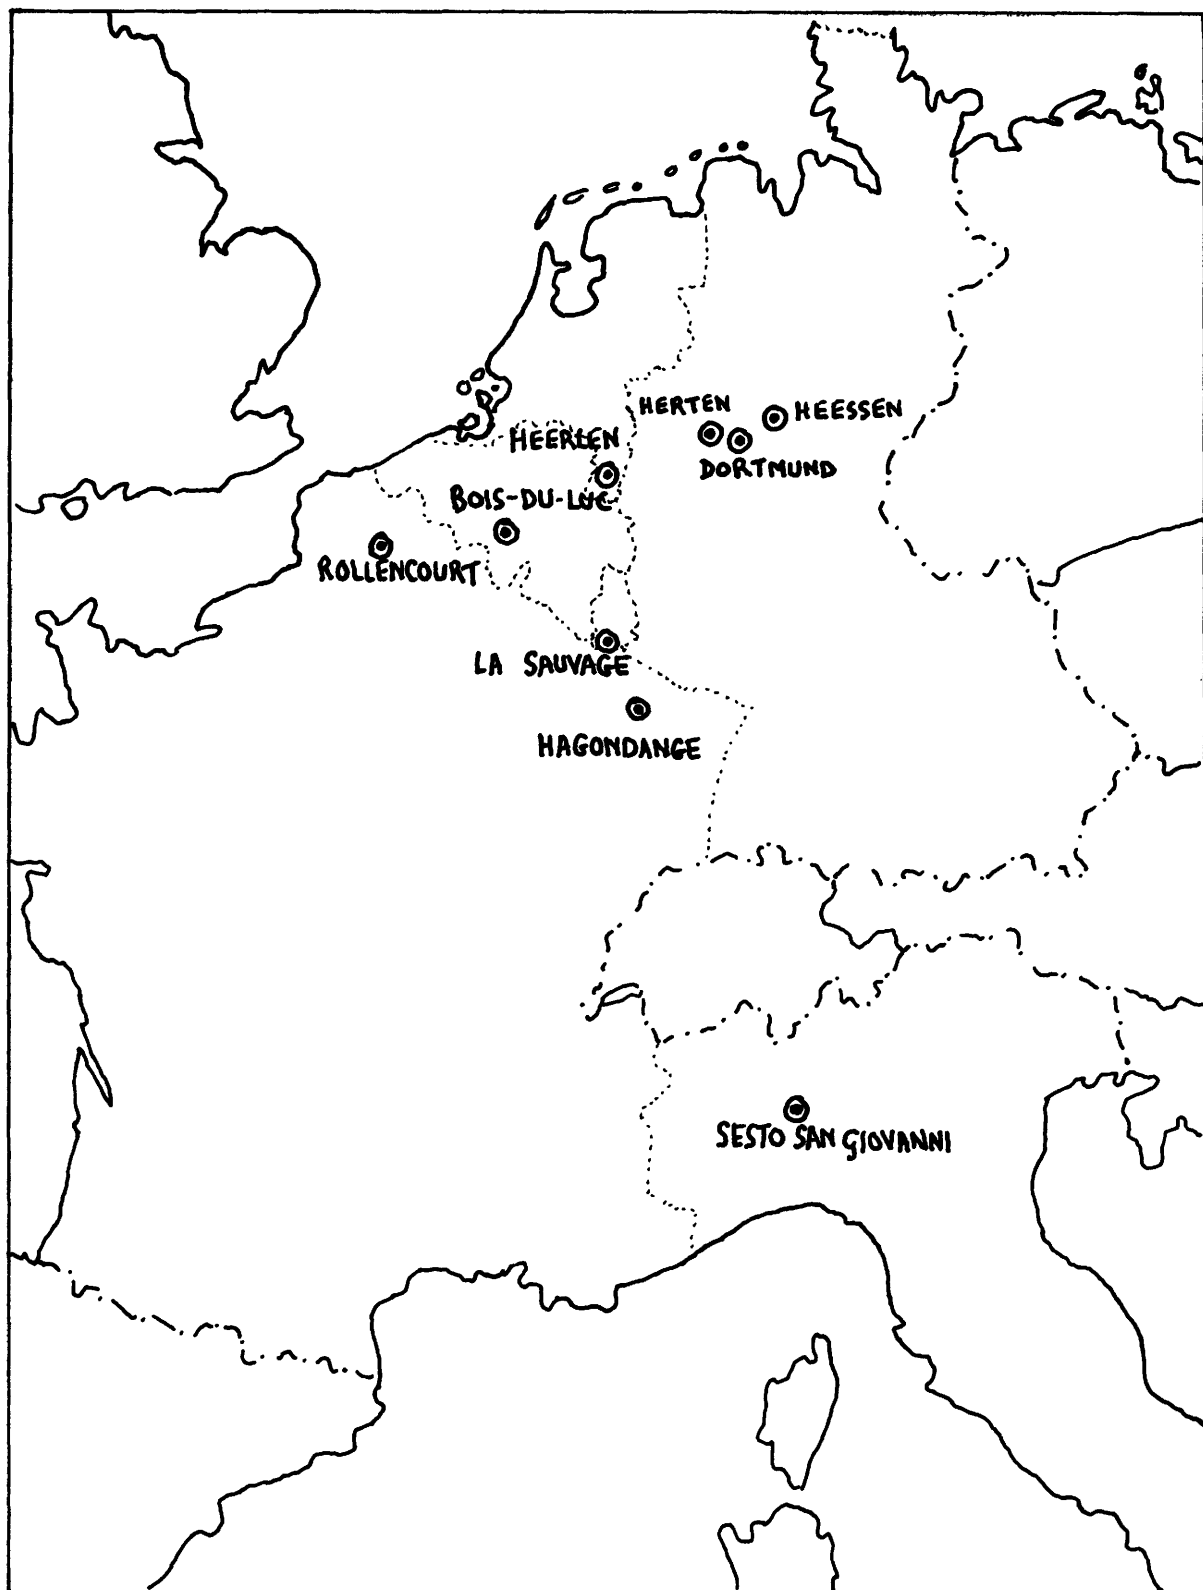 HERTEN
HEESSEN
HEERLEN
DORTMUND
BOIS-DU-LUC
ROLLENCOURT
LA SAUVAGE
HAGONDANGE
SESTO SAN GIOVANNI